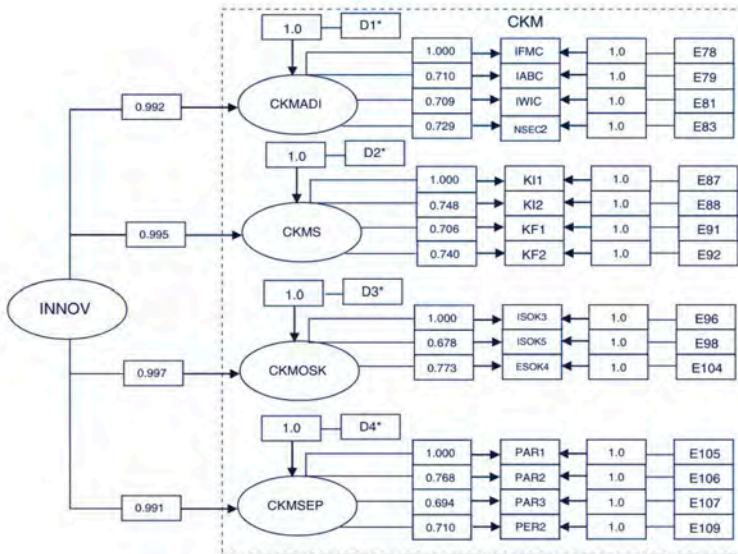 CKM
1.0 D1*
1.000 IFMC 1.0 E78
0.710 IABC 1.0 E79
CKMADI
0.992 0.709 IWIC 1.0 E81
0.729 NSEC2 1.0 E83
1.0 D2*
1.000 KI1 1.0 E87
0.748 KI2 1.0 E88
0.995 CKMS 0.706 KF1 1.0 E91
0.740 KF2 1.0 E92
INNOV
1.0 D3*
1.000 ISOK3 1.0 E96
0.678 ISOK5 1.0 E98
0.997 CKMOSK 0.773 ESOK4 1.0 E104
1.0 D4*
1.000 PAR1 1.0 E105
0.768 PAR2 1.0 E106
0.991 CKMSEP 0.694 PAR3 1.0 E107
0.710 PER2 1.0 E109